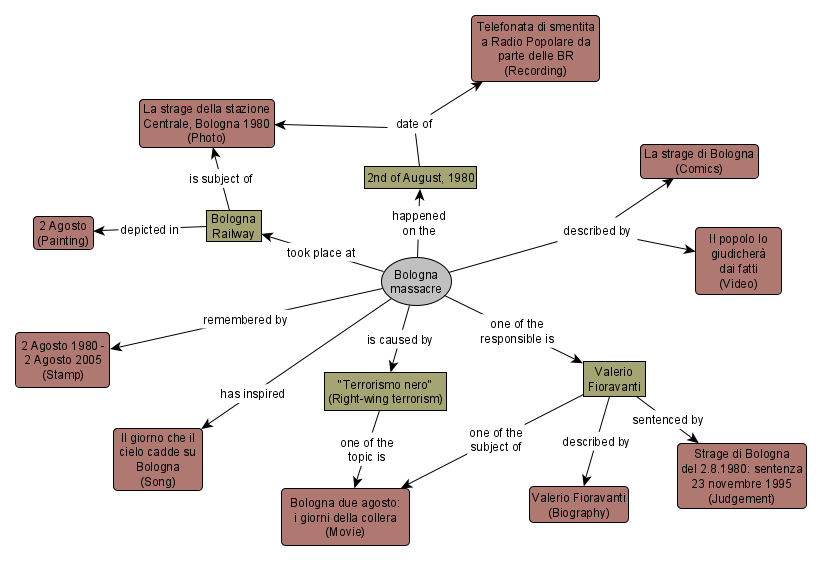 Telefonata di smentita
a Radio Popolare da
parte delle BR
(Recording)
La strage della stazione
Centrale, Bologna 1980
(Photo)
date of
La strage di Bologna
(Comics)
is subject of
2nd of August, 1980
2 Agosto
(Painting)
depicted in
Bologna
Railway
happened
on the
described by
Il popolo lo
giudicherà
dai fatti
(Video)
took place at
Bologna
massacre
remembered by
one of the
responsible is
2 Agosto 1980 -
2 Agosto 2005
(Stamp)
is caused by
has inspired
"Terrorismo nero"
(Right-wing terrorism)
Valerio
Fioravanti
Il giorno che il
cielo cadde su
Bologna
(Song)
one of the
topic is
one of the
subject of
described by
sentenced by
Strage di Bologna
del 2.8.1980: sentenza
23 novembre 1995
(Judgement)
Bologna due agosto:
i giorni della collera
(Movie)
Valerio Fioravanti
(Biography)